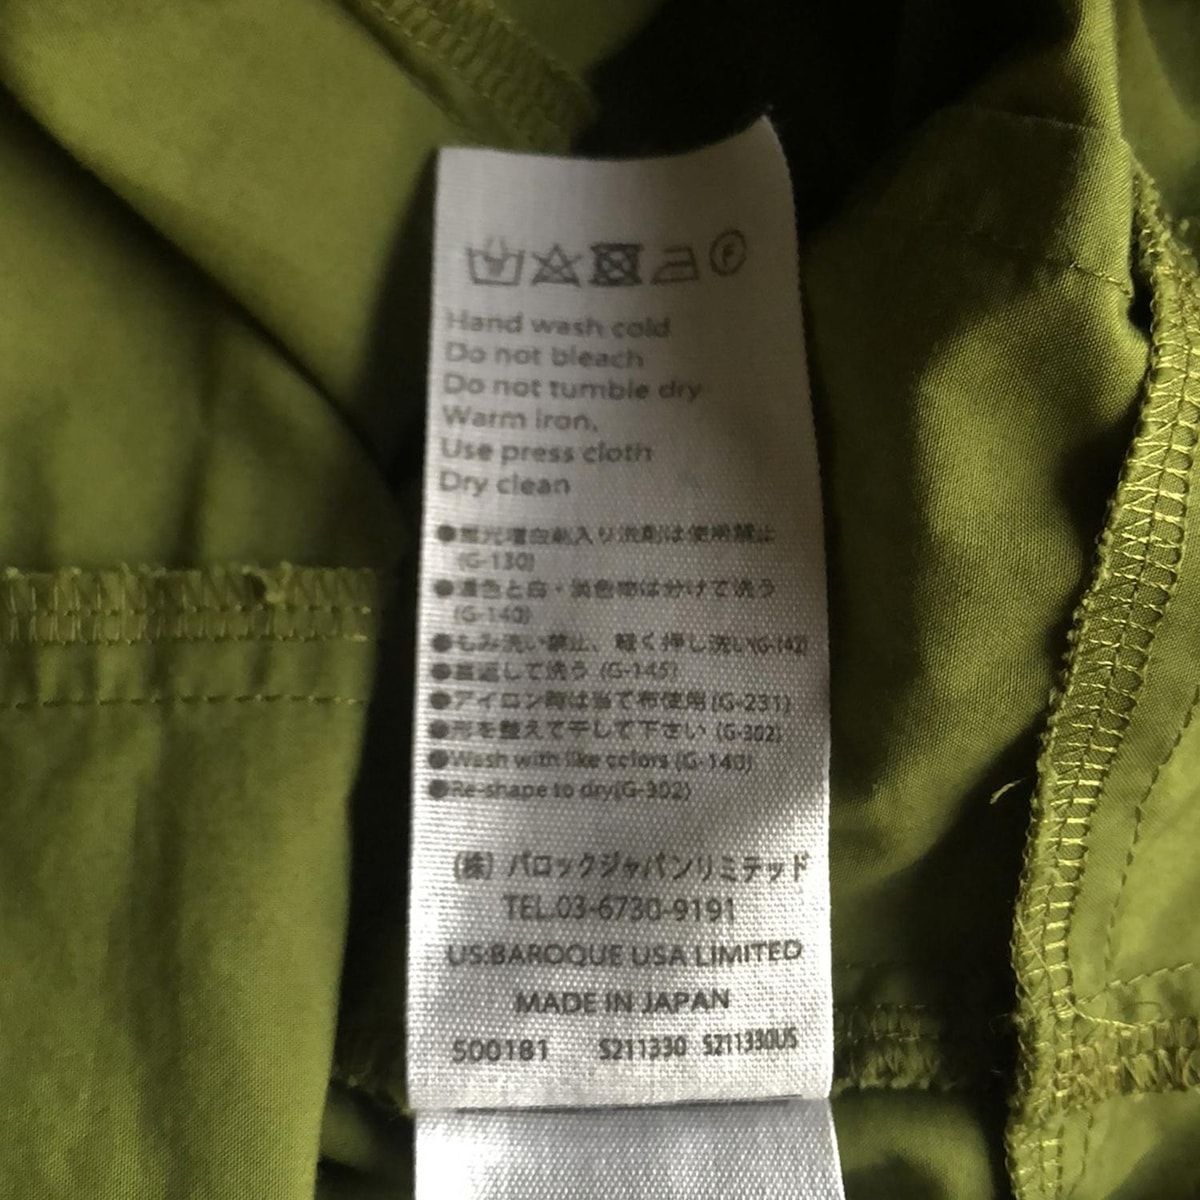 F
Hand wash cold
Do not bleach
Do not tumble dry
Warm iron.
Use press cloth
Dry clean
●蛍光増白剤入り洗剤は使用禁止
(G-130)
●濃色と白・淡色物は分けて洗う
(G-140)
●もみ洗い禁止、軽く押し洗い(G-142)
●裏返して洗う (G-145)
●アイロン時は当て布使用(G-231)
●形を整えて干して下さい (G-302)
●Wash with like colors (G-140)
●Re-shape to dry(G-302)
(株) バロックジャパンリミテッド
TEL.03-6730-9191
US:BAROQUE USA LIMITED
MADE IN JAPAN
500181 S211330 S211330US